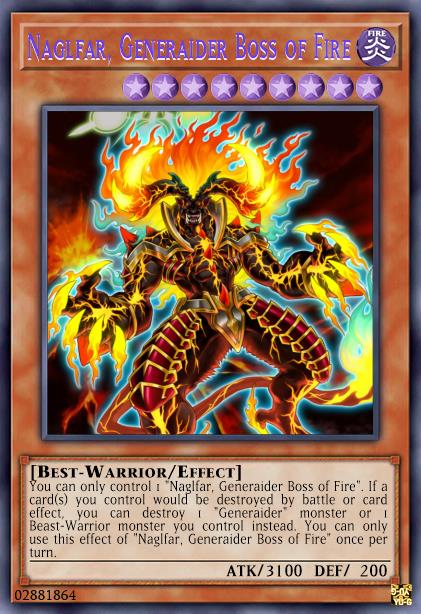 Naglfar, Generaider Boss of Fire
FIRE
炎
[Best-Warrior/Effect]
You can only control 1 "Naglfar, Generaider Boss of Fire". If a
card(s) you control would be destroyed by battle or card
effect, you can destroy 1 "Generaider" monster or 1
Beast-Warrior monster you control instead. You can only
use this effect of "Naglfar, Generaider Boss of Fire" once per
turn.
ATK/3100 DEF/ 200
02881864